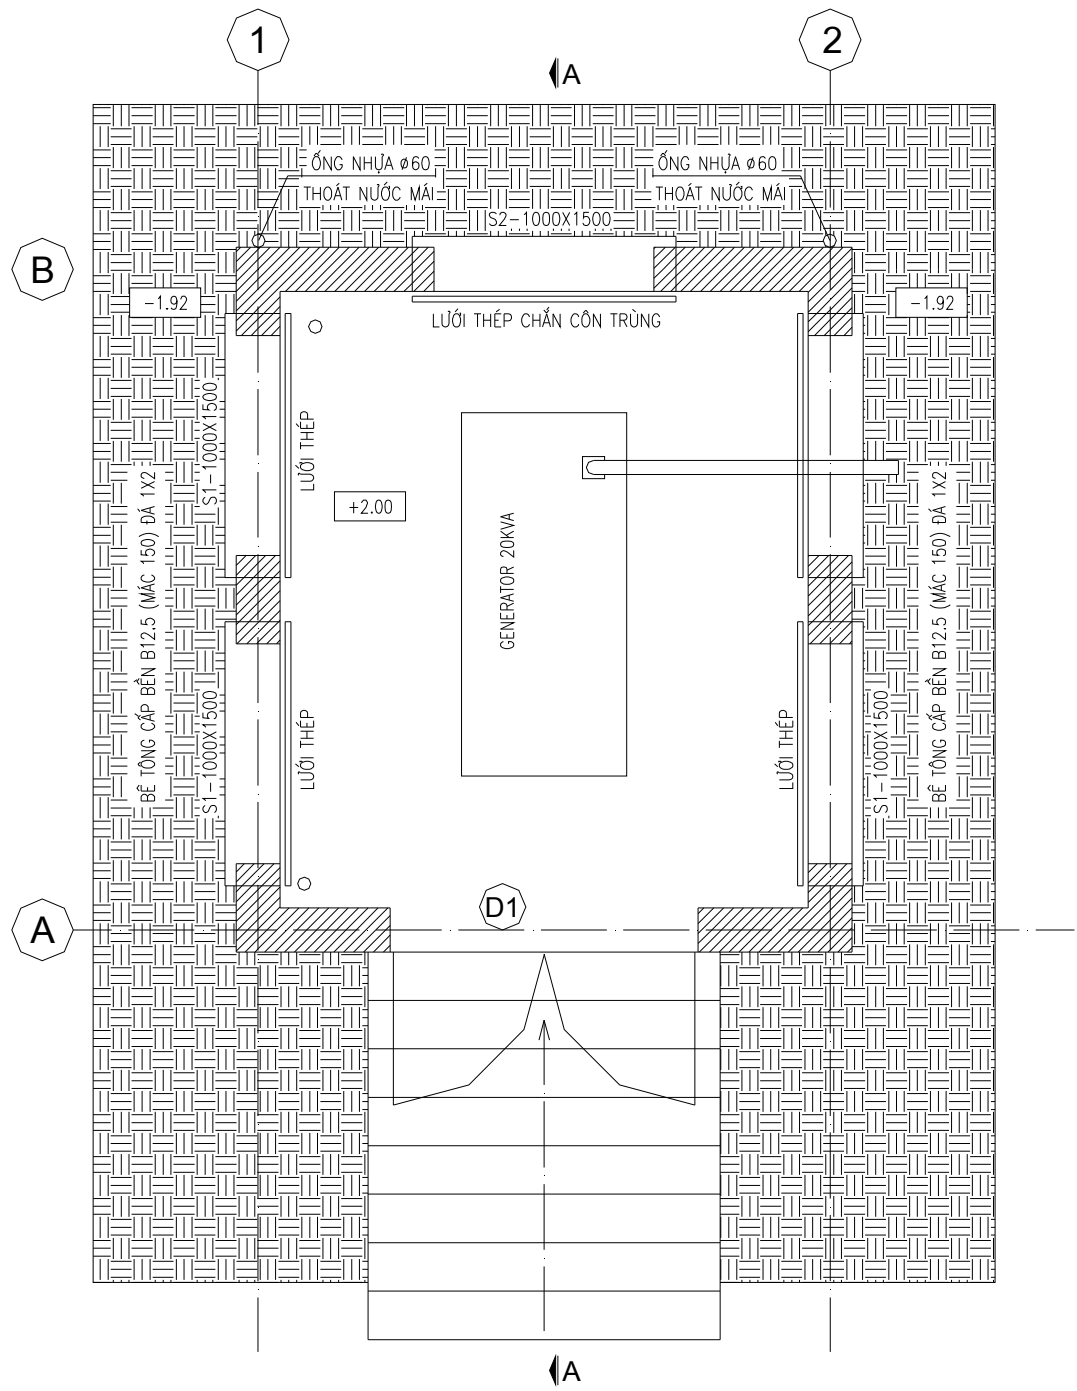 1
2
A
ỐNG NHỰA ø60
THOÁT NƯỚC MÁI
ỐNG NHỰA ø60
THOÁT NƯỚC MÁI
S2-1000X1500
B
-1.92
-1.92
LƯỚI THÉP CHẮN CÔN TRÙNG
S1-1000X1500
LƯỚI THÉP
+2.00
BÊ TÔNG CẤP BỀN B12.5 (MÁC 150) ĐÁ 1X2
GENERATOR 20KVA
BÊ TÔNG CẤP BỀN B12.5 (MÁC 150) ĐÁ 1X2
S1-1000X1500
LƯỚI THÉP
LƯỚI THÉP
S1-1000X1500
A
D1
A